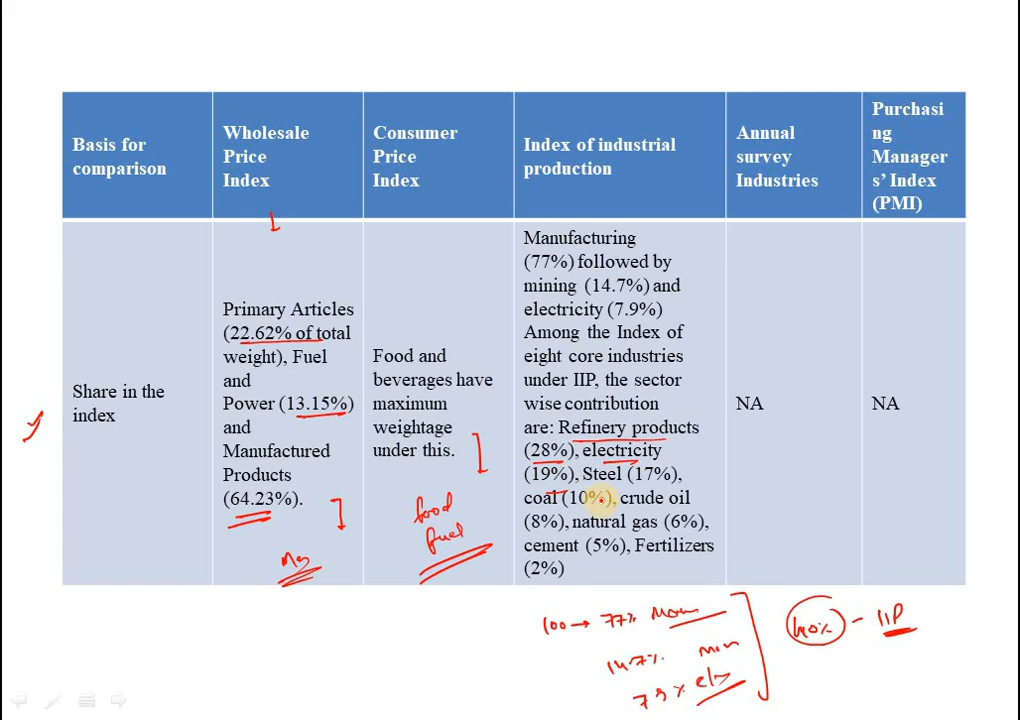 Basis for
comparison
Wholesale
Price
Index
Consumer
Price
Index
Index of industrial
production
Annual
survey
Industries
Purchasi
ng
Manager
s' Index
(PMI)
Share in the
index
Primary Articles
(22.62% of total
weight), Fuel
and
Power (13.15%)
and
Manufactured
Products
(64.23%).
Food and
beverages have
maximum
weightage
under this.
Manufacturing
(77%) followed by
mining (14.7%) and
electricity (7.9%)
Among the Index of
eight core industries
under IIP, the sector
wise contribution
are: Refinery products
(28%), electricity
(19%), Steel (17%),
coal (10%), crude oil
(8%), natural gas (6%),
cement (5%), Fertilizers
(2%)
NA
NA
food
fuel
100 → 77%
14.7% min
7.9% ely
40% - IIP